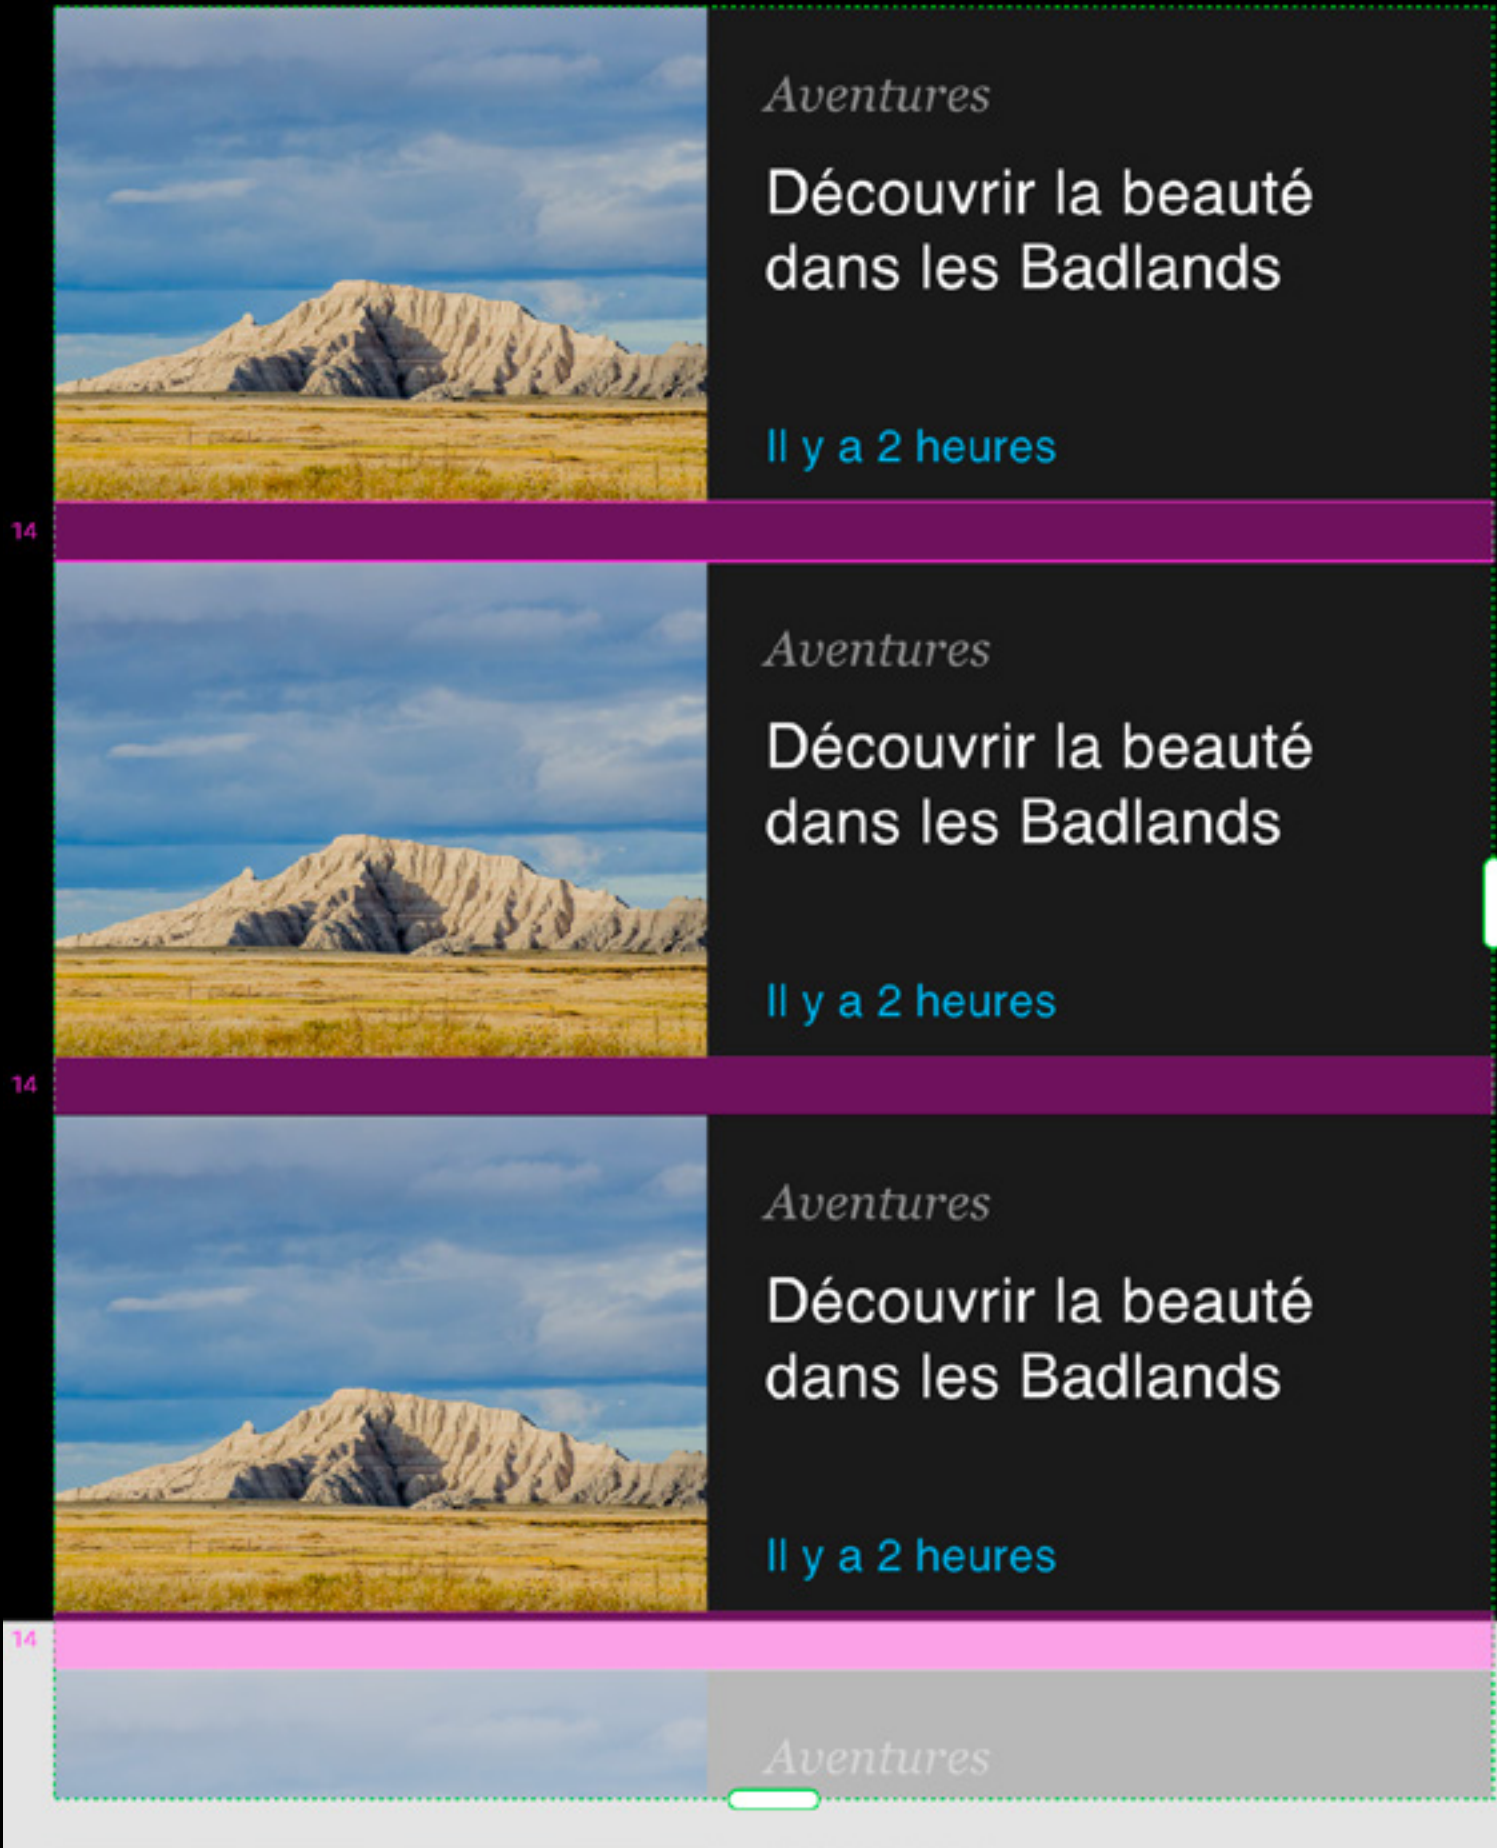 Aventures
Découvrir la beauté
dans les Badlands
Il y a 2 heures
14
Aventures
Découvrir la beauté
dans les Badlands
Il y a 2 heures
14
Aventures
Découvrir la beauté
dans les Badlands
Il y a 2 heures
14
Aventures